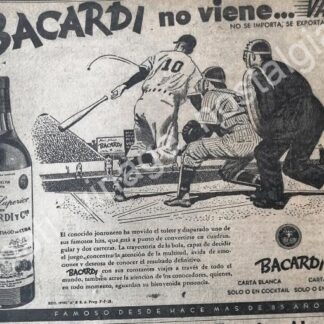 BACARDI no viene... VA
NO SE IMPORTA, SE EXPORTA
10
BACARDI
Superior
El conocido jonronero ha movido el tolete y disparado uno de
sus famosos hits, que está a punto de convertirse en cuadran-
gular y dar carreras. La trayectoria de la bola, capaz de decidir
el juego, concentra la atención de la multitud, ávida de emo-
ciones y deseosa de conocer el resultado definitivo.
BACARDI con sus constantes viajes a través de todo el
mundo, también atrae la atención de los conocedores, quienes,
en todo momento, aguardan su bienvenida presencia.
BACARDI
CARTA BLANCA
SOLO O EN COCKTAIL
CARTA
SOLO O EN
FAMOSO DESDE HACE MAS DE 85 AÑOS